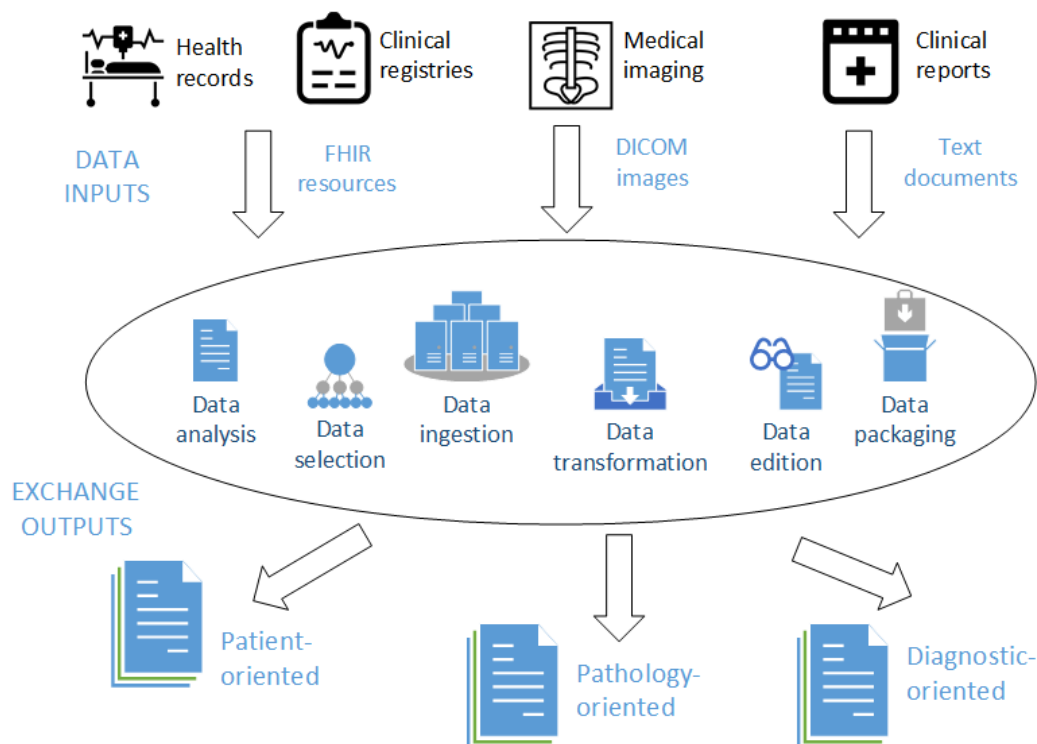 Health
records
Clinical
registries
Medical
imaging
Clinical
reports
DATA
INPUTS
FHIR
resources
DICOM
images
Text
documents
Data
analysis
Data
selection
Data
ingestion
Data
transformation
Data
edition
Data
packaging
EXCHANGE
OUTPUTS
Patient-
oriented
Pathology-
oriented
Diagnostic-
oriented